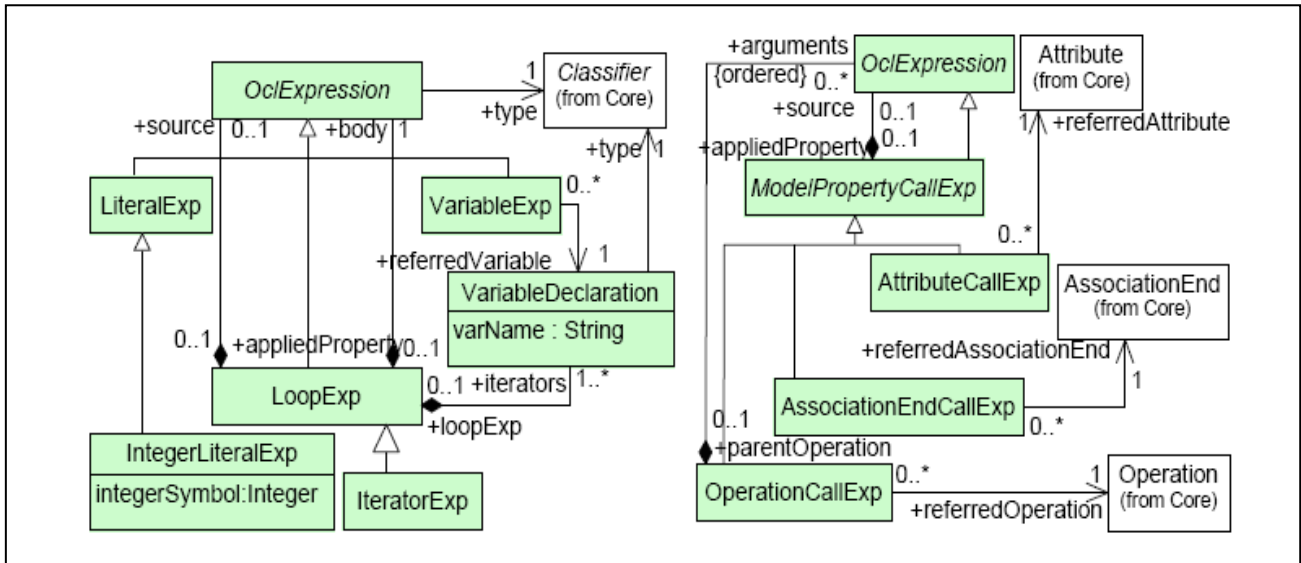 OclExpression
Classifier
(from Core)
1
+type
+source
0..1
+body
1
+type
1
LiteralExp
VariableExp
0..*
+referredVariable
1
VariableDeclaration
varName : String
0..1
+appliedProperty
0..1
LoopExp
0..1
+iterators
1..*
+loopExp
IntegerLiteralExp
integerSymbol:Integer
IteratorExp
+arguments
{ordered}
0..*
OclExpression
Attribute
(from Core)
+source
0..1
1
+referredAttribute
+appliedProperty
0..1
ModelPropertyCallExp
0..*
AttributeCallExp
AssociationEnd
(from Core)
+referredAssociationEnd
1
AssociationEndCallExp
0..*
0..1
+parentOperation
OperationCallExp
0..*
1
+referredOperation
Operation
(from Core)